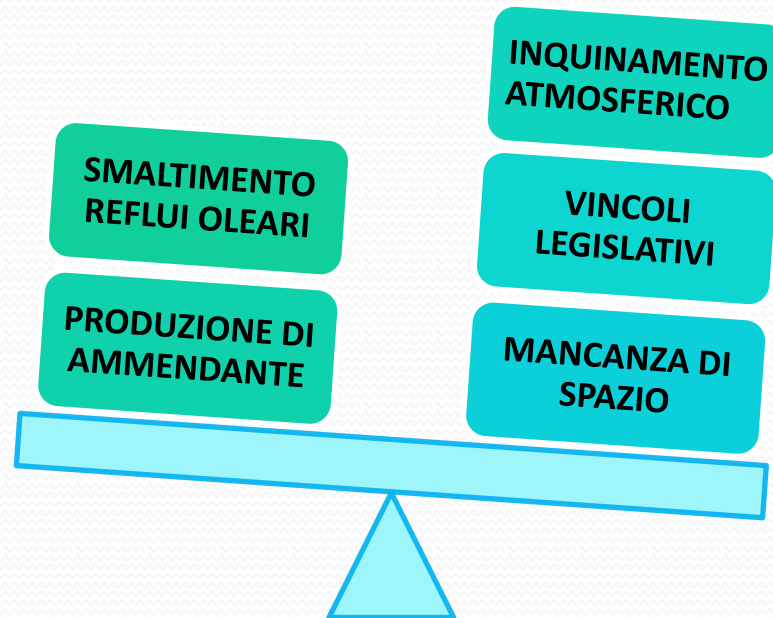 SMALTIMENTO
REFLUI OLEARI
PRODUZIONE DI
AMMENDANTE
INQUINAMENTO
ATMOSFERICO
VINCOLI
LEGISLATIVI
MANCANZA DI
SPAZIO